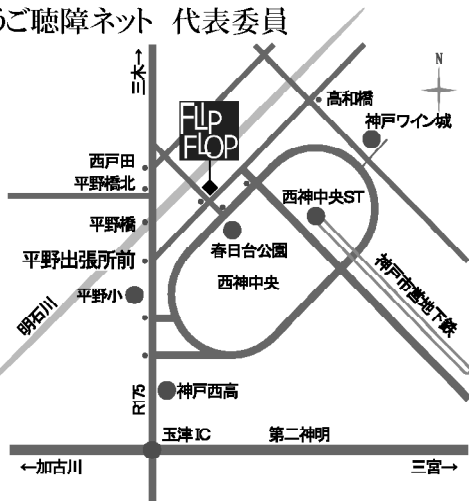 うご聴障ネット 代表委員
三木→
N
高和橋
FLIP
FLOP
神戸ワイン城
西戸田
平野橋北
西神中央ST
平野橋
春日台公園
平野出張所前
西神中央
神戸市営地下鉄
平野小
明石川
R175
神戸西高
玉津IC
第二神明
←加古川
三宮→